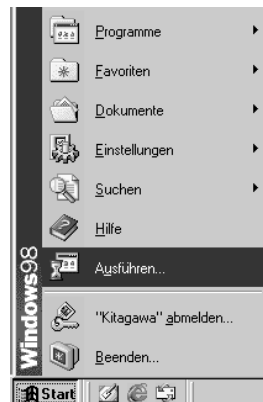 Programme
Favoriten
Dokumente
Einstellungen
Suchen
Hilfe
Ausführen...
"Kitagawa" abmelden...
Beenden...
Windows98
Start